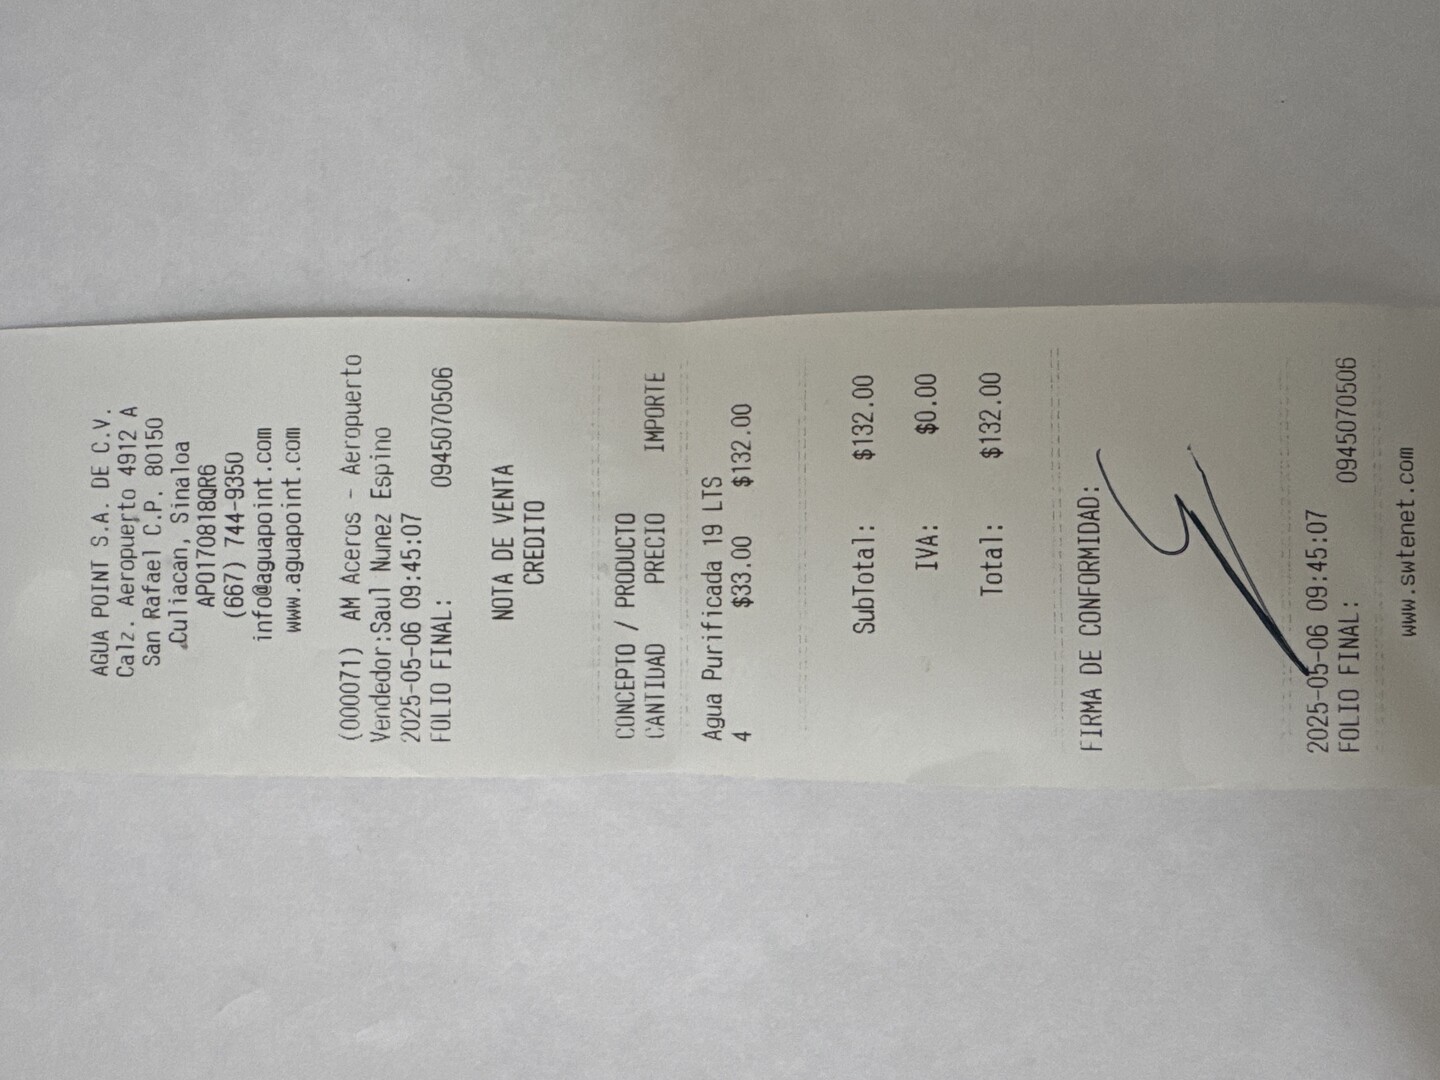 AGUA POINT S.A. DE C.V.
Calz. Aeropuerto 4912 A
San Rafael C.P. 80150
Culiacán, Sinaloa
APO170818QR6
(667) 744-9350
info@aguapoint.com
www.aguapoint.com
(000071) AM Aceros - Aeropuerto
Vendedor:Saul Nunez Espino
2025-05-06 09:45:07
FOLIO FINAL: 0945070506
NOTA DE VENTA
CREDITO
CONCEPTO / PRODUCTO
CANTIDAD PRECIO IMPORTE
Agua Purificada 19 LTS
4 $33.00 $132.00
SubTotal: $132.00
IVA: $0.00
Total: $132.00
FIRMA DE CONFORMIDAD:
2025-05-06 09:45:07
FOLIO FINAL: 0945070506
www.swtenet.com